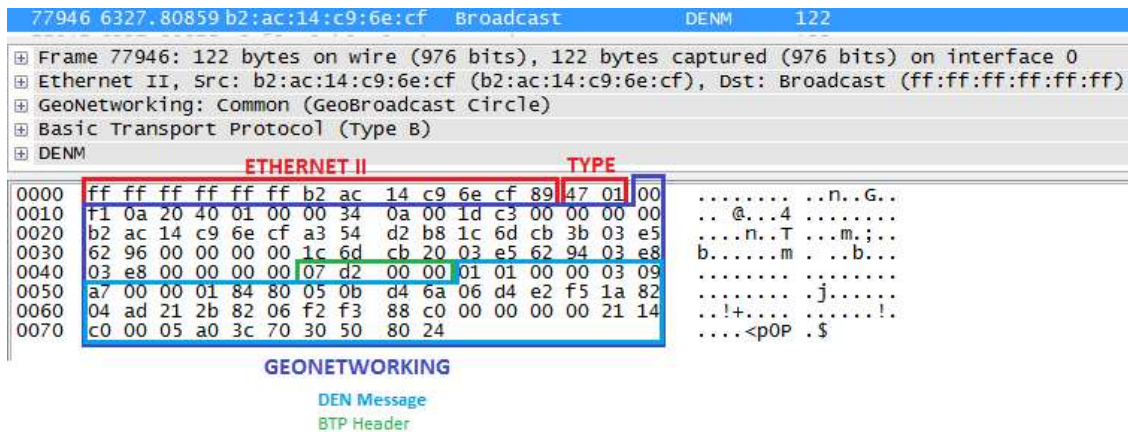 77946 6327.80859 b2:ac:14:c9:6e:cf Broadcast DENM 122
Frame 77946: 122 bytes on wire (976 bits), 122 bytes captured (976 bits) on interface 0
Ethernet II, Src: b2:ac:14:c9:6e:cf (b2:ac:14:c9:6e:cf), Dst: Broadcast (ff:ff:ff:ff:ff:ff)
GeoNetworking: Common (GeoBroadcast Circle)
Basic Transport Protocol (Type B)
DENM
ETHERNET II TYPE
0000 ff ff ff ff ff ff b2 ac 14 c9 6e cf 89 47 01 00 ........ ..n..G..
0010 f1 0a 20 40 01 00 00 34 0a 00 1d c3 00 00 00 00 .. @...4 ........
0020 b2 ac 14 c9 6e cf a3 54 d2 b8 1c 6d cb 3b 03 e5 ....n..T ...m.;..
0030 62 96 00 00 00 00 1c 6d cb 20 03 e5 62 94 03 e8 b......m . ..b...
0040 03 e8 00 00 00 00 07 d2 00 00 01 01 00 00 03 09 ........ ........
0050 a7 00 00 01 84 80 05 0b d4 6a 06 d4 e2 f5 1a 82 ........ .j......
0060 04 ad 21 2b 82 06 f2 f3 88 c0 00 00 00 00 21 14 ..!+.... ......!.
0070 c0 00 05 a0 3c 70 30 50 80 24 ....<p0P .$
GEONETWORKING
DEN Message
BTP Header